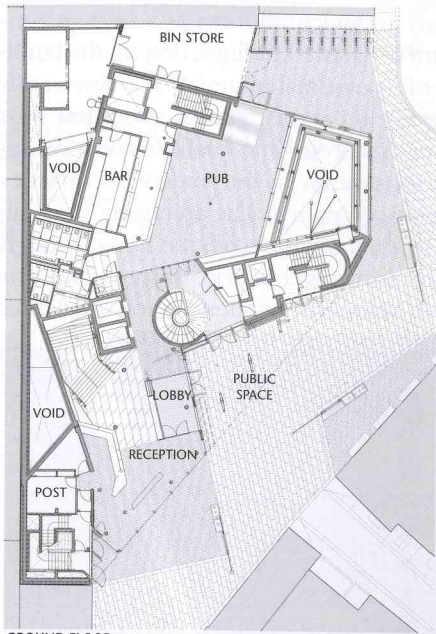 BIN STORE
VOID
BAR
PUB
VOID
PUBLIC
SPACE
LOBBY
VOID
RECEPTION
POST
GROUND FLOOR